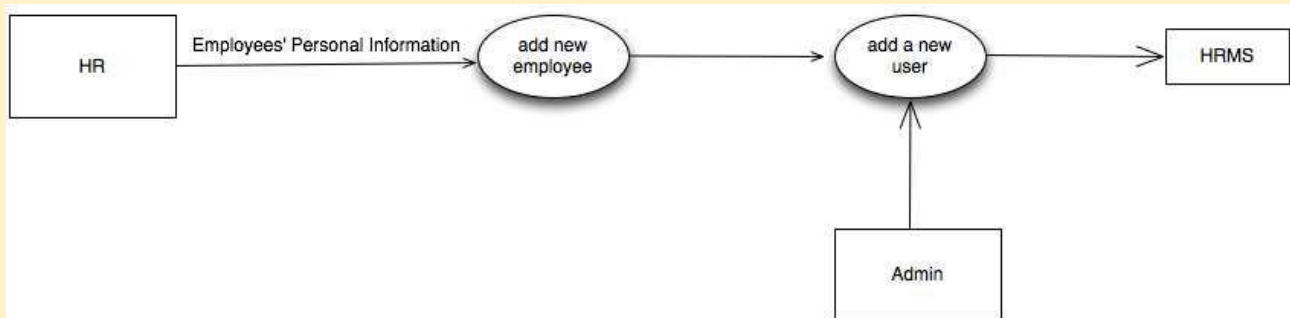 HR
Employees' Personal Information
add new
employee
add a new
user
HRMS
Admin